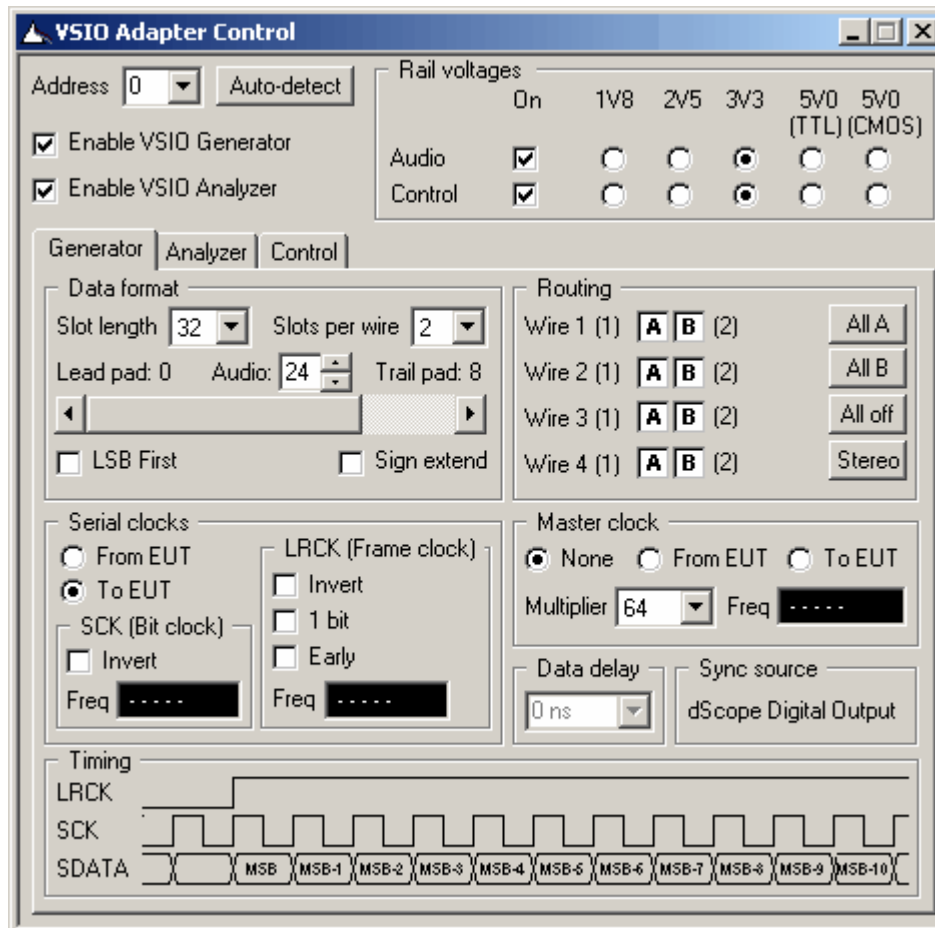 VSIO Adapter Control
Address 0 Auto-detect
Enable VSIO Generator
Enable VSIO Analyzer
Rail voltages
On 1V8 2V5 3V3 5V0 (TTL) 5V0 (CMOS)
Audio
Control
Generator Analyzer Control
Data format
Slot length 32 Slots per wire 2
Lead pad: 0 Audio: 24 Trail pad: 8
LSB First Sign extend
Routing
Wire 1 (1) A B (2) All A
Wire 2 (1) A B (2) All B
Wire 3 (1) A B (2) All off
Wire 4 (1) A B (2) Stereo
Serial clocks
From EUT
To EUT
SCK (Bit clock)
Invert
Freq - - - - -
LRCK (Frame clock)
Invert
1 bit
Early
Freq - - - - -
Master clock
None From EUT To EUT
Multiplier 64 Freq - - - - -
Data delay
0 ns
Sync source
dScope Digital Output
Timing
LRCK
SCK
SDATA MSB MSB-1 MSB-2 MSB-3 MSB-4 MSB-5 MSB-6 MSB-7 MSB-8 MSB-9 MSB-10